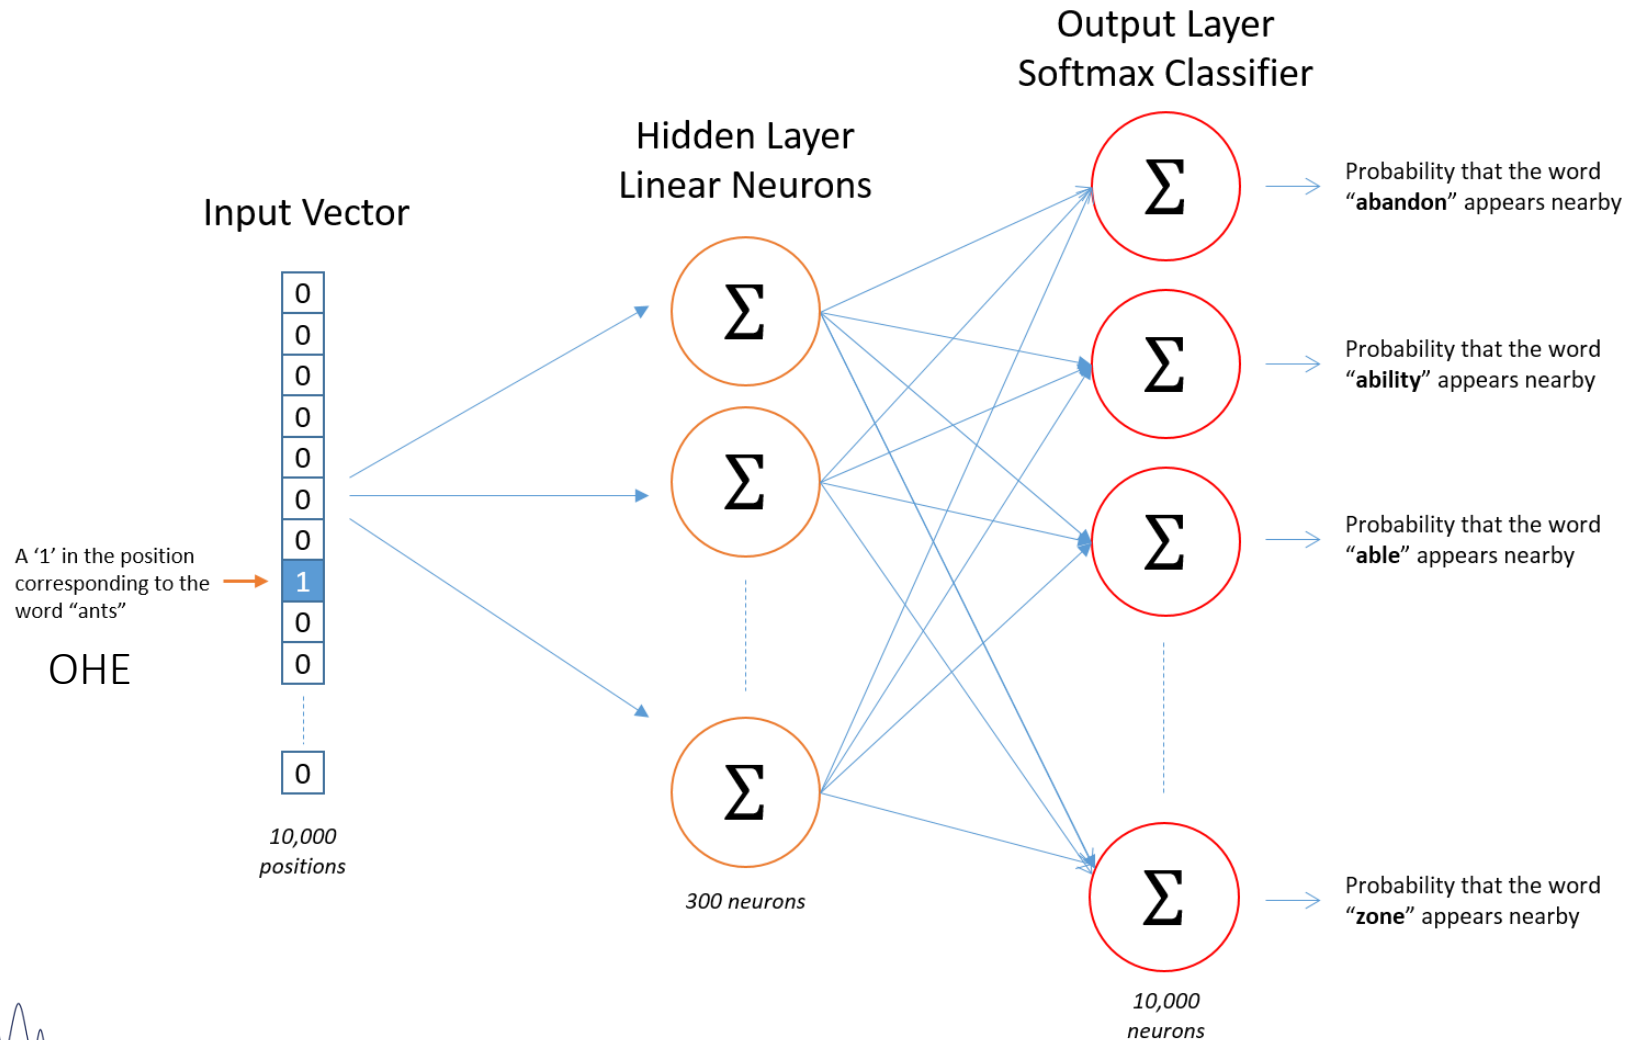 Output Layer
Softmax Classifier
Hidden Layer
Linear Neurons
Input Vector
0
0
0
0
0
0
0
1
0
0
0
A ‘1’ in the position
corresponding to the
word “ants”
OHE
10,000
positions
Σ
Σ
Σ
300 neurons
Σ
Σ
Σ
Σ
10,000
neurons
Probability that the word
“abandon” appears nearby
Probability that the word
“ability” appears nearby
Probability that the word
“able” appears nearby
Probability that the word
“zone” appears nearby